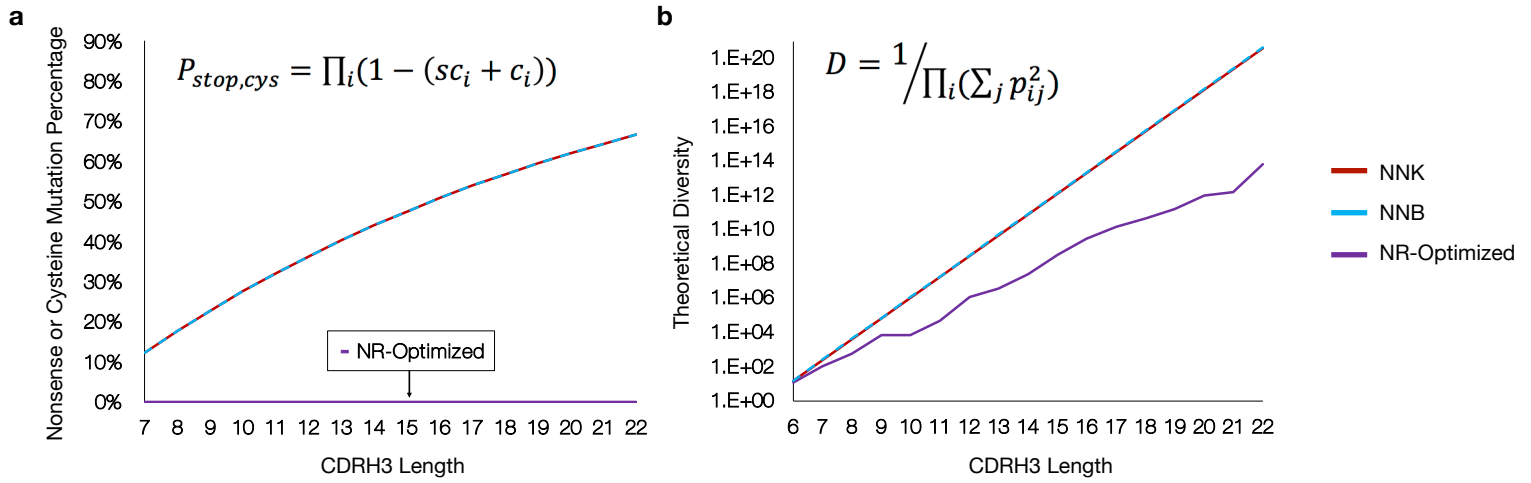 a
Nonsense or Cysteine Mutation Percentage
90%
80%
70%
60%
50%
40%
30%
20%
10%
0%
P_{stop,cys} = ∏_i(1 − (sc_i + c_i))
NR-Optimized
7 8 9 10 11 12 13 14 15 16 17 18 19 20 21 22
CDRH3 Length
b
Theoretical Diversity
1.E+20
1.E+18
1.E+16
1.E+14
1.E+12
1.E+10
1.E+08
1.E+06
1.E+04
1.E+02
1.E+00
D = 1/∏_i(∑_j p_{ij}^2)
6 7 8 9 10 11 12 13 14 15 16 17 18 19 20 21 22
CDRH3 Length
NNK
NNB
NR-Optimized